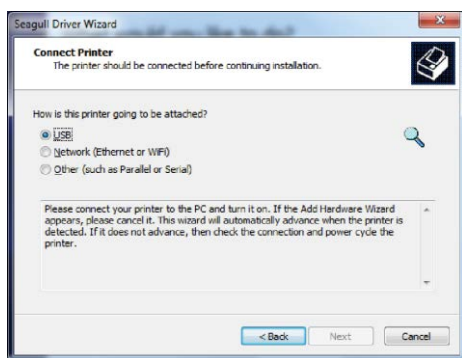 Seagull Driver Wizard
Connect Printer
The printer should be connected before continuing installation.
How is this printer going to be attached?
USB
Network (Ethernet or WiFi)
Other (such as Parallel or Serial)
Please connect your printer to the PC and turn it on. If the Add Hardware Wizard
appears, please cancel it. This wizard will automatically advance when the printer is
detected. If it does not advance, then check the connection and power cycle the
printer.
< Back Next Cancel